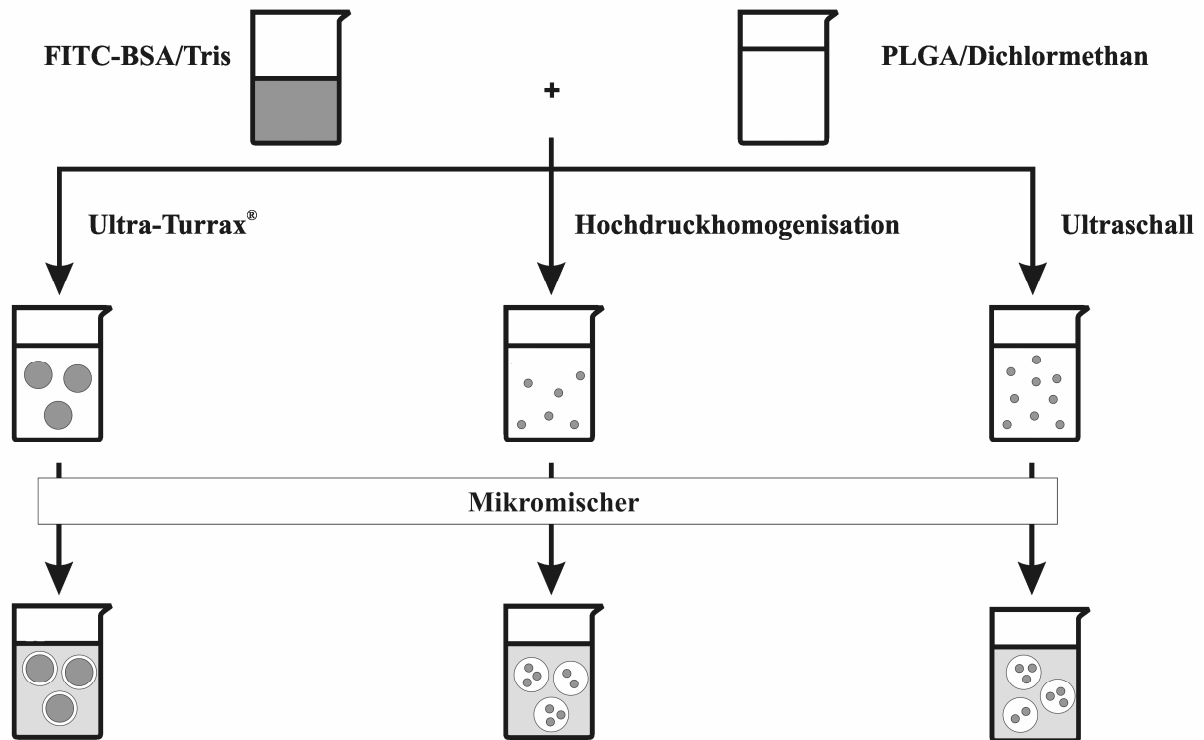 FITC-BSA/Tris
+
PLGA/Dichlormethan
Ultra-Turrax®
Hochdruckhomogenisation
Ultraschall
Mikromischer